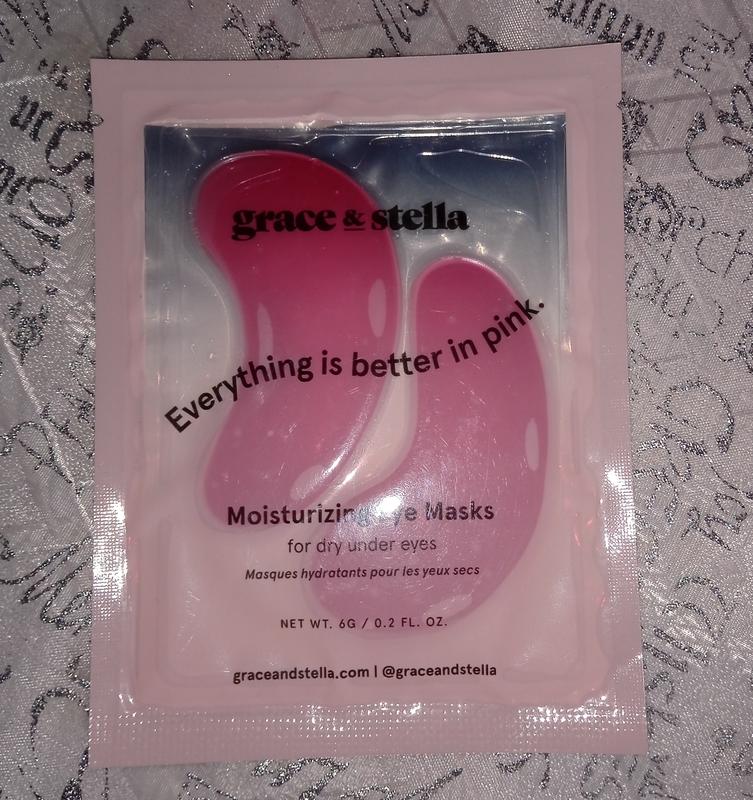 grace & stella
Everything is better in pink.
Moisturizing eye Masks
for dry under eyes
Masques hydratants pour les yeux secs
NET WT. 6G / 0.2 FL. OZ.
graceandstella.com | @graceandstella